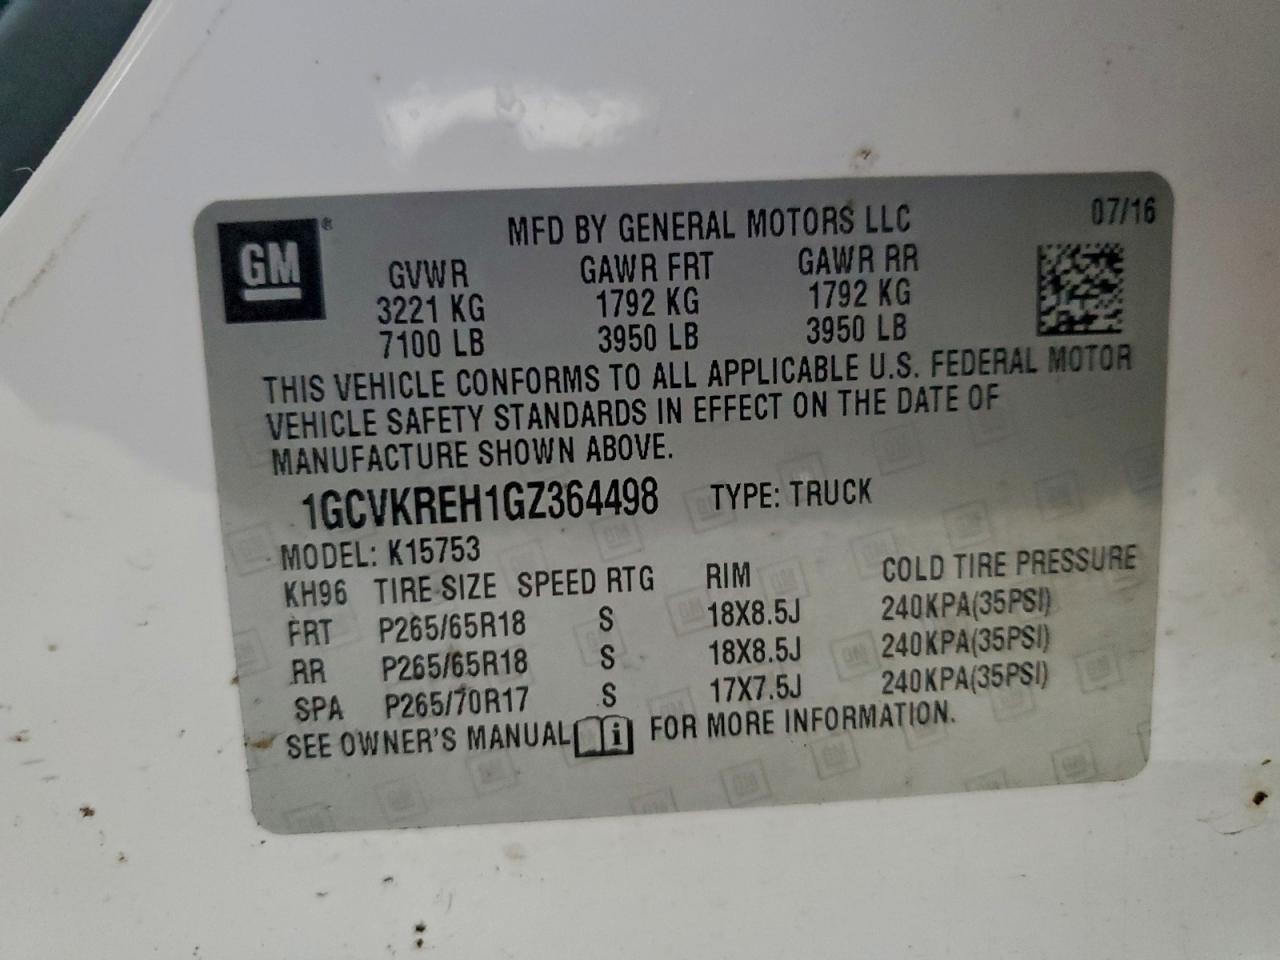 GM®
MFD BY GENERAL MOTORS LLC 07/16
GVWR GAWR FRT GAWR RR
3221 KG 1792 KG 1792 KG
7100 LB 3950 LB 3950 LB
THIS VEHICLE CONFORMS TO ALL APPLICABLE U.S. FEDERAL MOTOR
VEHICLE SAFETY STANDARDS IN EFFECT ON THE DATE OF
MANUFACTURE SHOWN ABOVE.
1GCVKREH1GZ364498 TYPE: TRUCK
MODEL: K15753
KH96 TIRE SIZE SPEED RTG RIM COLD TIRE PRESSURE
FRT P265/65R18 S 18X8.5J 240KPA(35PSI)
RR P265/65R18 S 18X8.5J 240KPA(35PSI)
SPA P265/70R17 S 17X7.5J 240KPA(35PSI)
SEE OWNER'S MANUAL i FOR MORE INFORMATION.